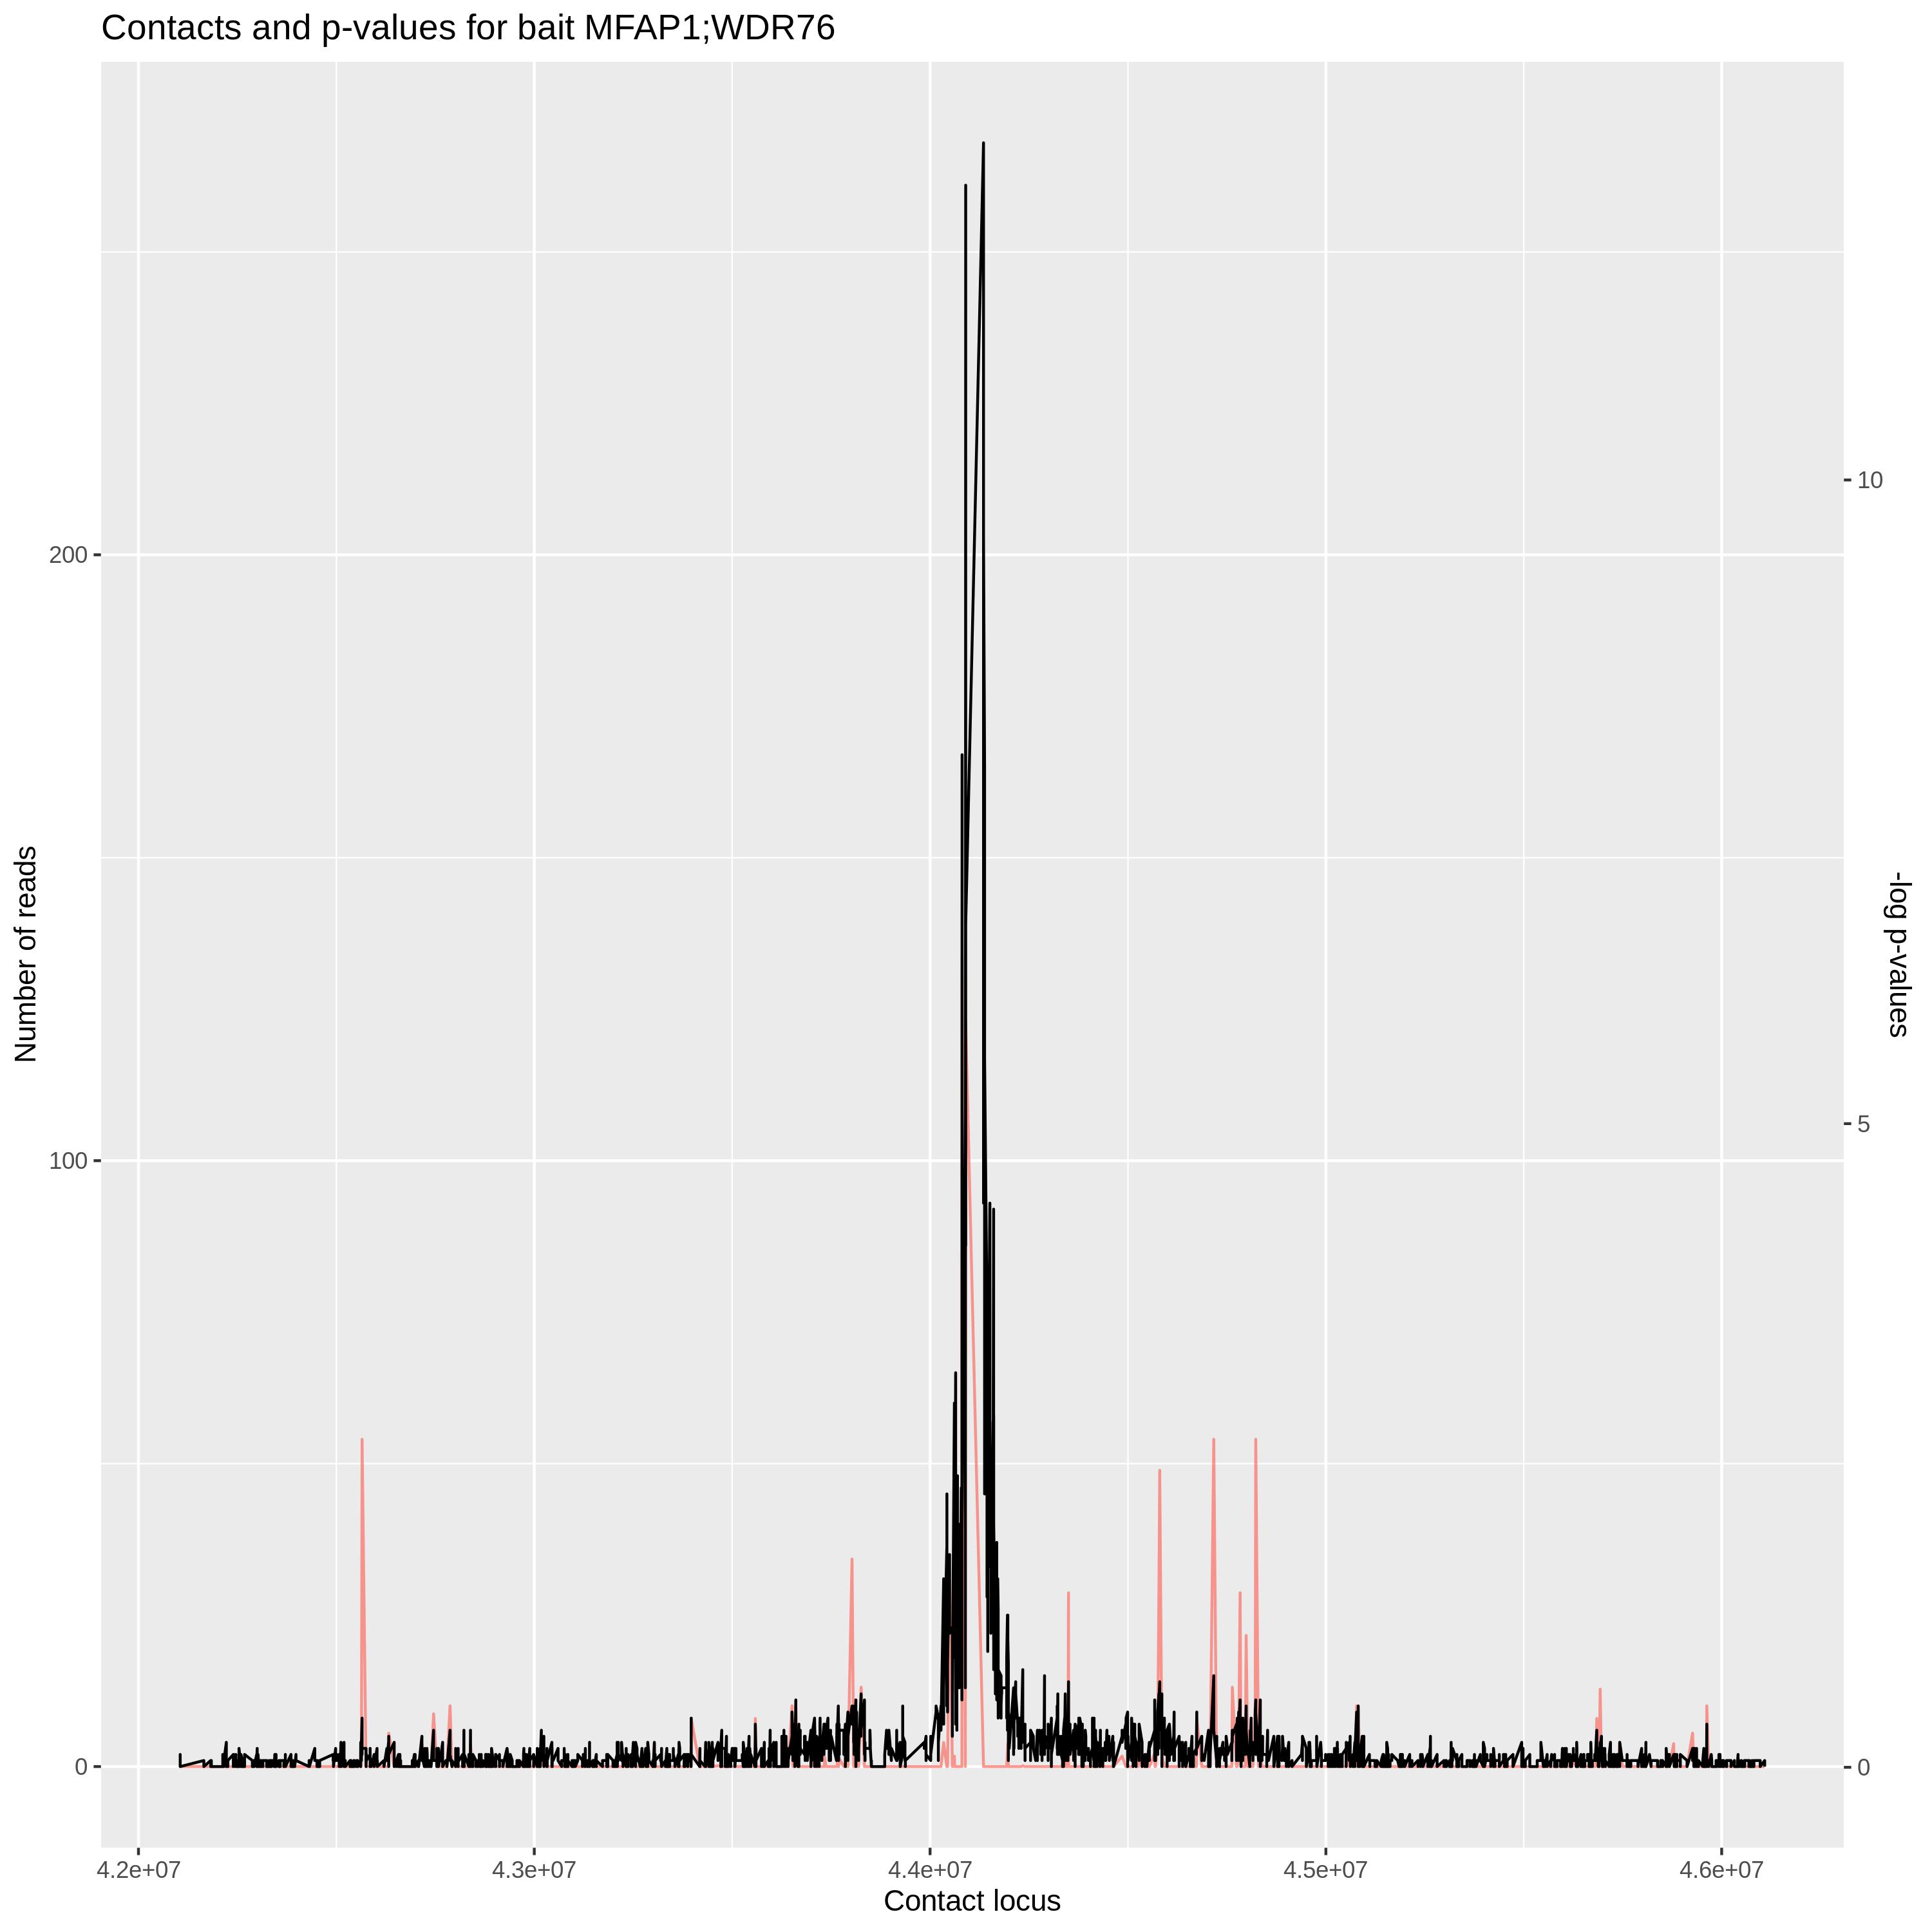 Contacts and p-values for bait MFAP1;WDR76
Number of reads
200
100
0
10
5
0
-log p-values
4.2e+07 4.3e+07 4.4e+07 4.5e+07 4.6e+07
Contact locus